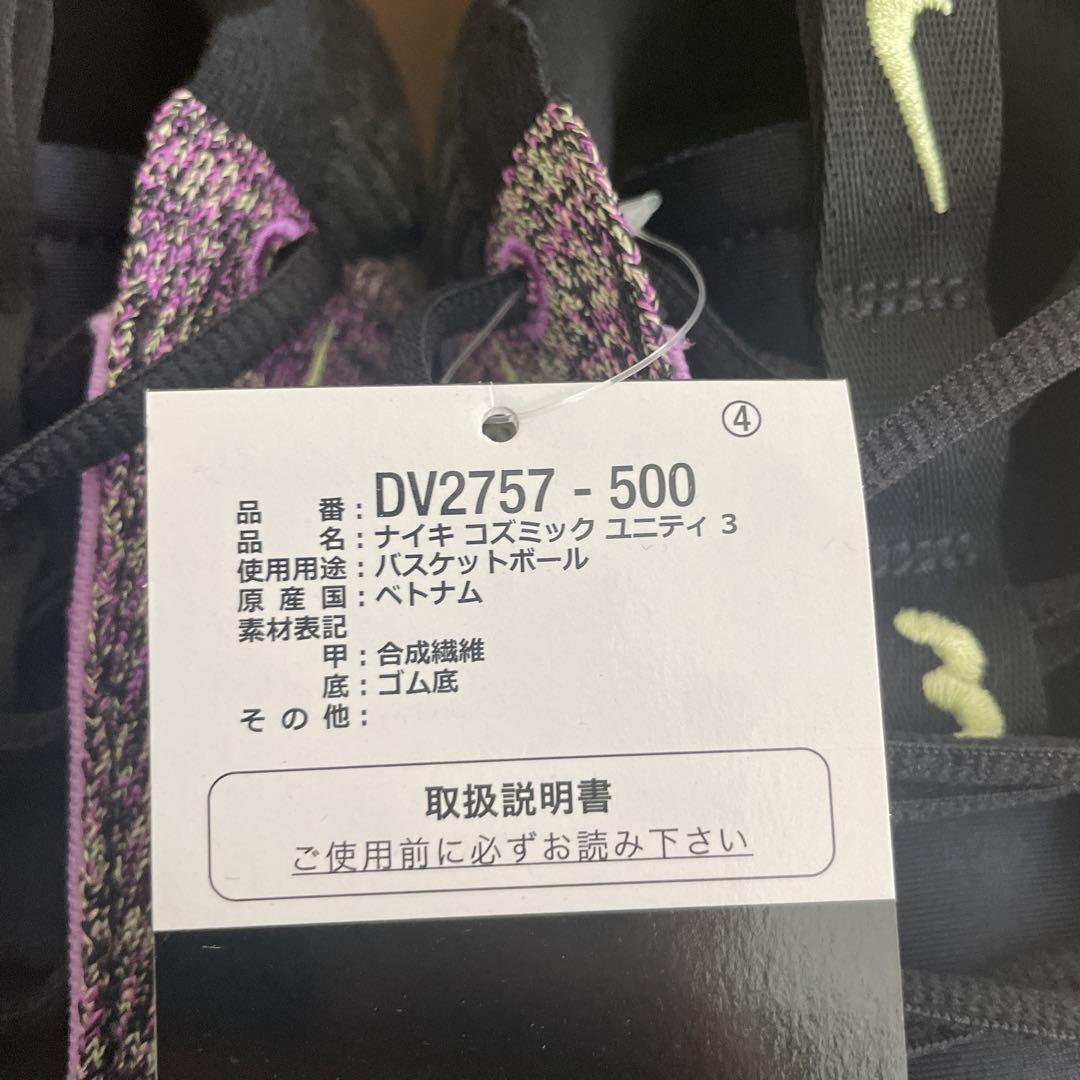 ④
品番:DV2757 - 500
品名:ナイキ コズミック ユニティ 3
使用用途:バスケットボール
原産国:ベトナム
素材表記
甲:合成繊維
底:ゴム底
その他:
取扱説明書
ご使用前に必ずお読み下さい